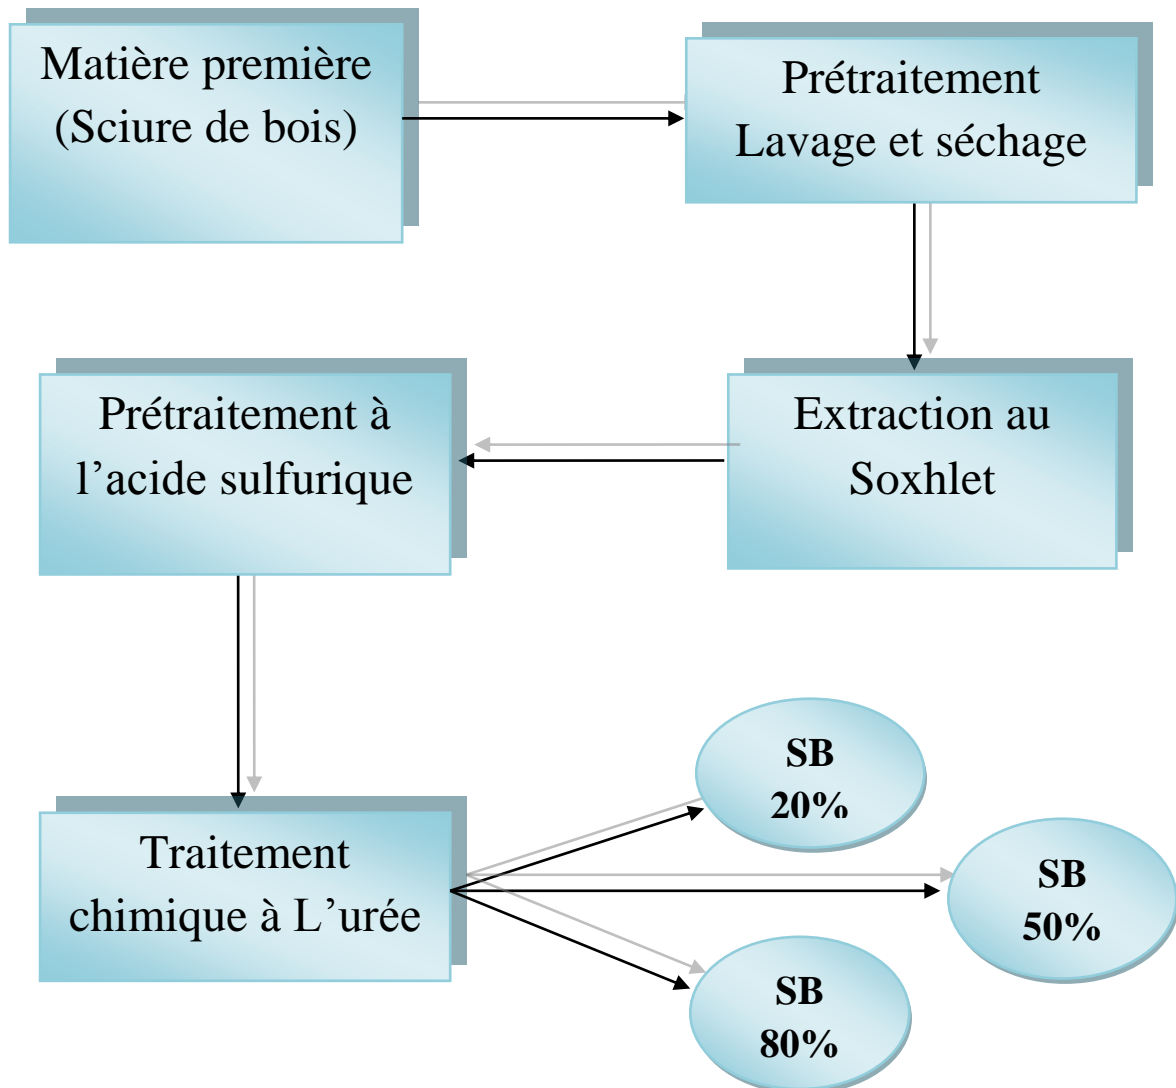 Matière première
(Sciure de bois)
Prétraitement
Lavage et séchage
Extraction au
Soxhlet
Prétraitement à
l’acide sulfurique
Traitement
chimique à L’urée
SB
20%
SB
50%
SB
80%